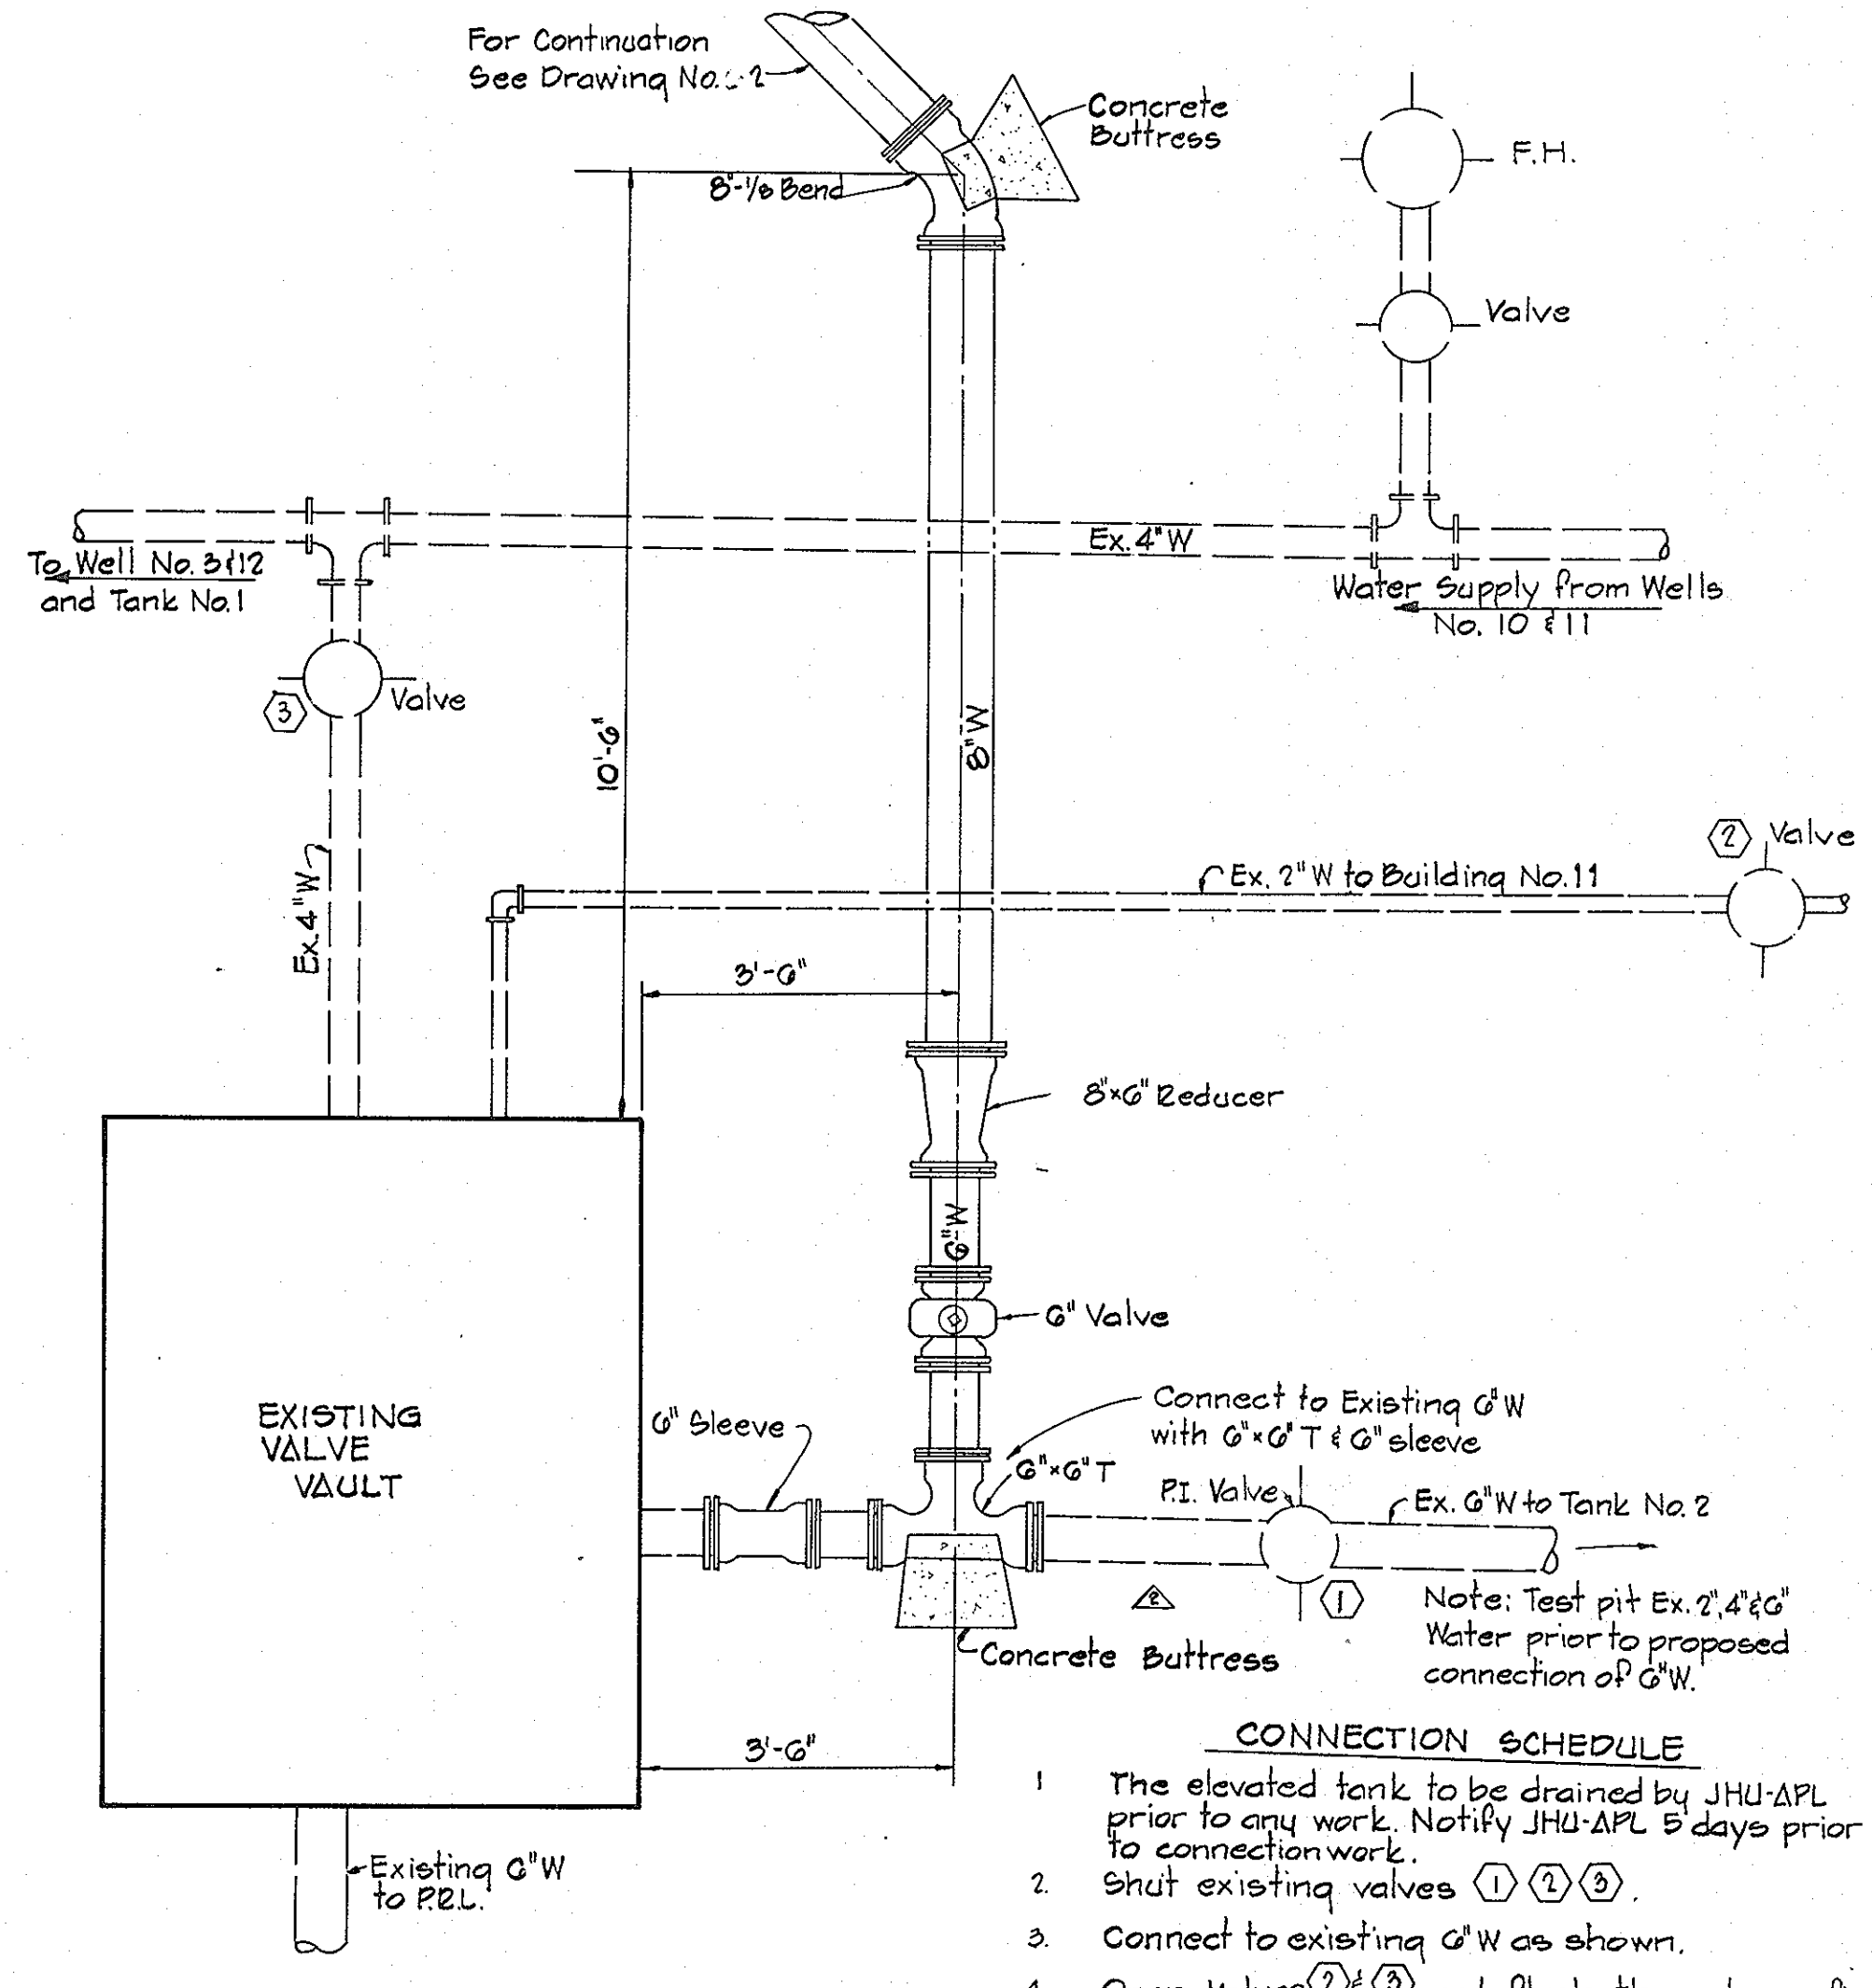 For Continuation
See Drawing No. -2
Concrete
Buttress
8"-1/8 Bend
F.H.
Valve
Ex. 4" W
To Well No. 3 & 12
and Tank No. 1
Water Supply from Wells
No. 10 & 11
3
Valve
10'-6"
8" W
2 Valve
Ex. 4" W
Ex. 2" W to Building No. 11
3'-6"
8"x6" Reducer
6" W
6" Valve
EXISTING
VALVE
VAULT
6" Sleeve
Connect to Existing 6" W
with 6"x6" T & 6" sleeve
6"x6" T
P.I. Valve
Ex. 6" W to Tank No. 2
2
1
Note: Test pit Ex. 2", 4" & 6"
Water prior to proposed
connection of 6" W.
Concrete Buttress
3'-6"
CONNECTION SCHEDULE
1 The elevated tank to be drained by JHU-APL
prior to any work. Notify JHU-APL 5 days prior
to connection work.
2. Shut existing valves 1 2 3.
3. Connect to existing 6" W as shown.
Existing 6" W
to P.R.L.
2 & 3